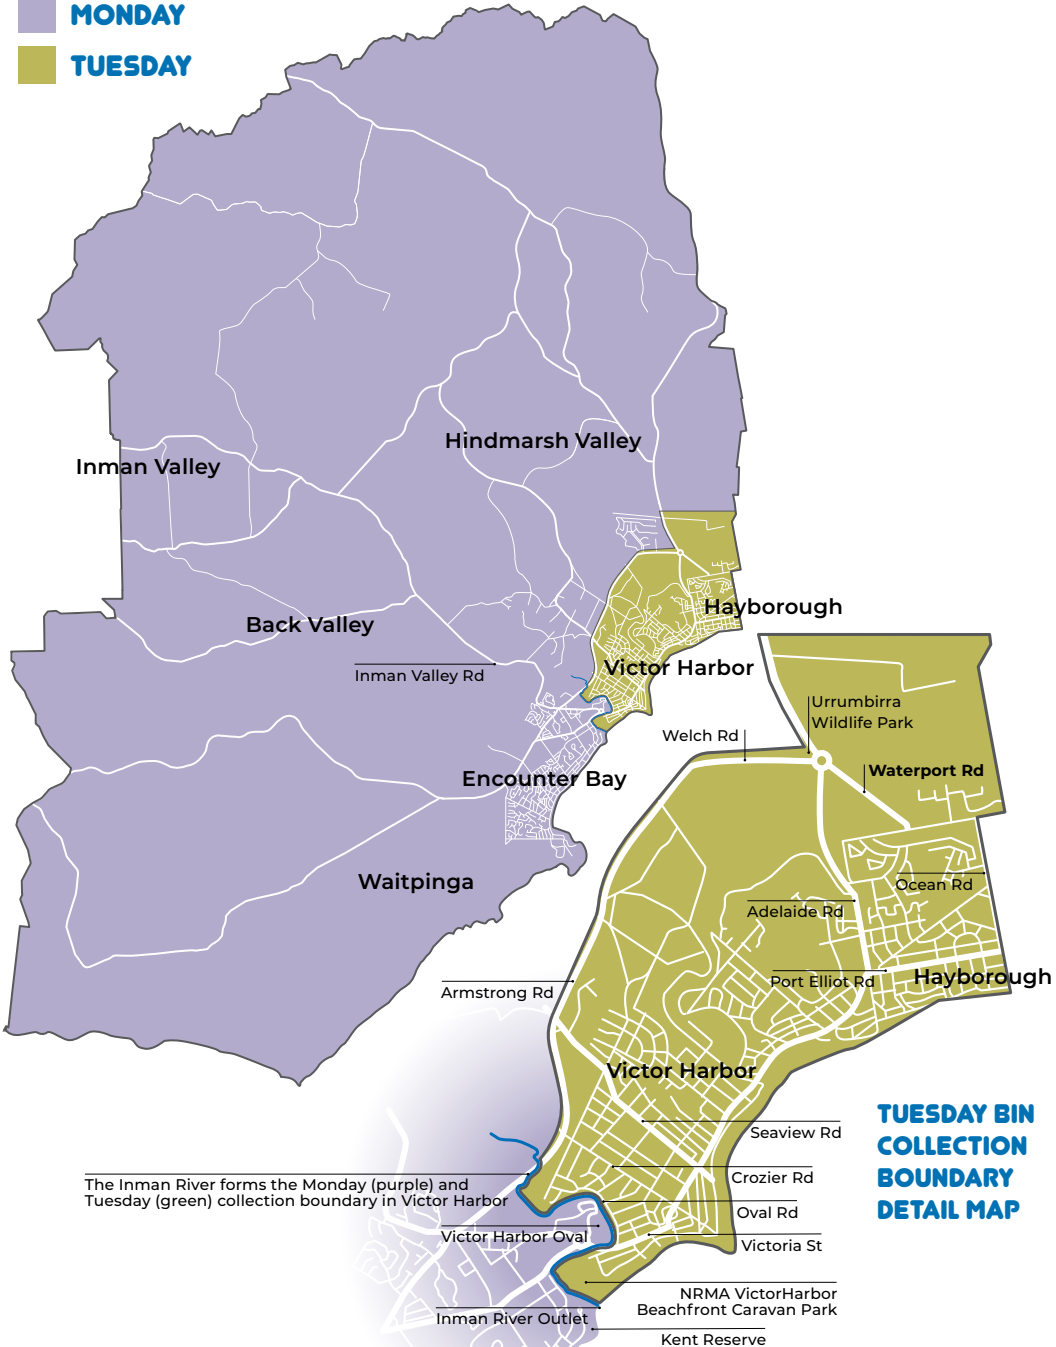 MONDAY
TUESDAY
Hindmarsh Valley
Inman Valley
Hayborough
Back Valley
Victor Harbor
Inman Valley Rd
Urrumbirra
Wildlife Park
Welch Rd
Waterport Rd
Encounter Bay
Waitpinga
Ocean Rd
Adelaide Rd
Port Elliot Rd
Hayborough
Armstrong Rd
Victor Harbor
TUESDAY BIN
COLLECTION
BOUNDARY
DETAIL MAP
Seaview Rd
Crozier Rd
The Inman River forms the Monday (purple) and
Tuesday (green) collection boundary in Victor Harbor
Oval Rd
Victor Harbor Oval
Victoria St
NRMA VictorHarbor
Beachfront Caravan Park
Inman River Outlet
Kent Reserve